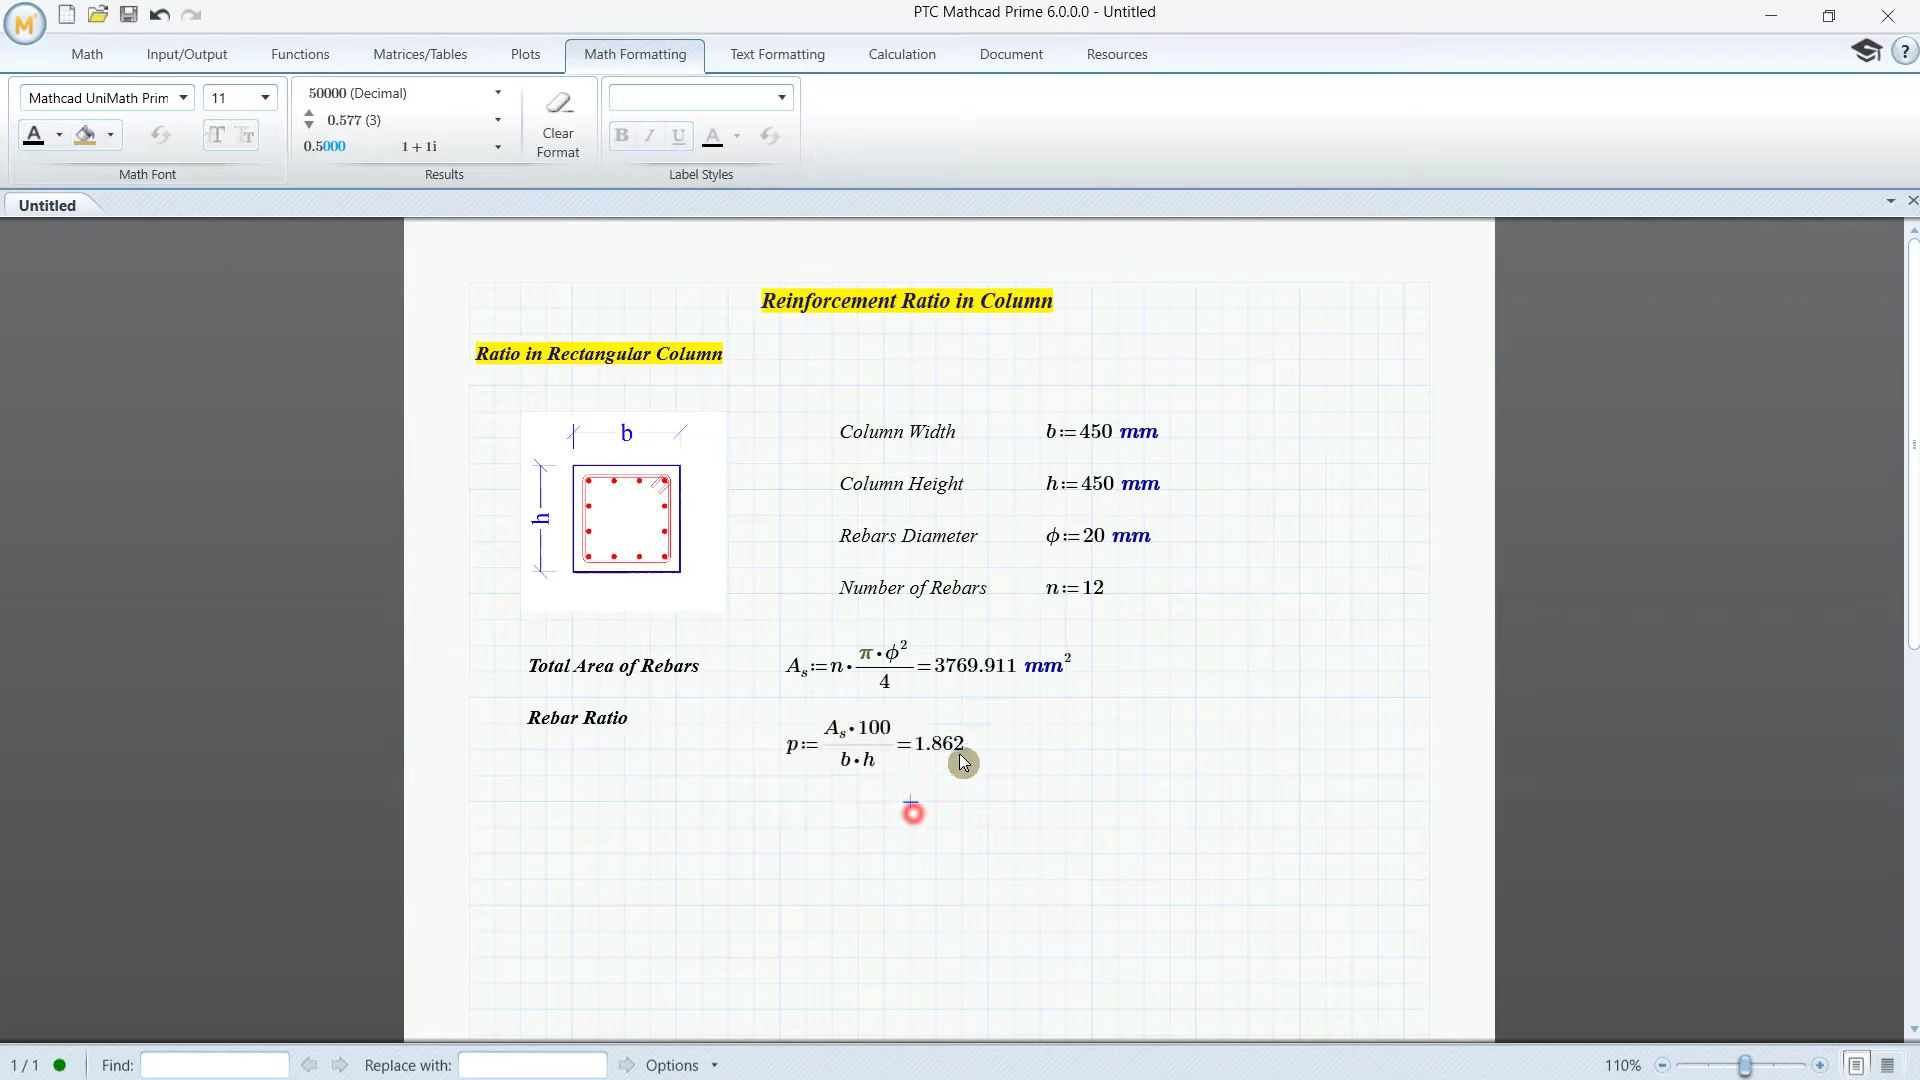 PTC Mathcad Prime 6.0.0.0 - Untitled
Math Input/Output Functions Matrices/Tables Plots Math Formatting Text Formatting Calculation Document Resources
Mathcad UniMath Prim 11
50000 (Decimal)
0.577 (3)
0.5000 1 + 1i
Clear Format
B I U A
Math Font Results Label Styles
Untitled
Reinforcement Ratio in Column
Ratio in Rectangular Column
b
h
Column Width b:=450 mm
Column Height h:=450 mm
Rebars Diameter ϕ:=20 mm
Number of Rebars n:=12
Total Area of Rebars A_s:=n•(π•ϕ²)/4=3769.911 mm²
Rebar Ratio
p:=(A_s•100)/(b•h)=1.862
1 / 1 Find: Replace with: Options 110%